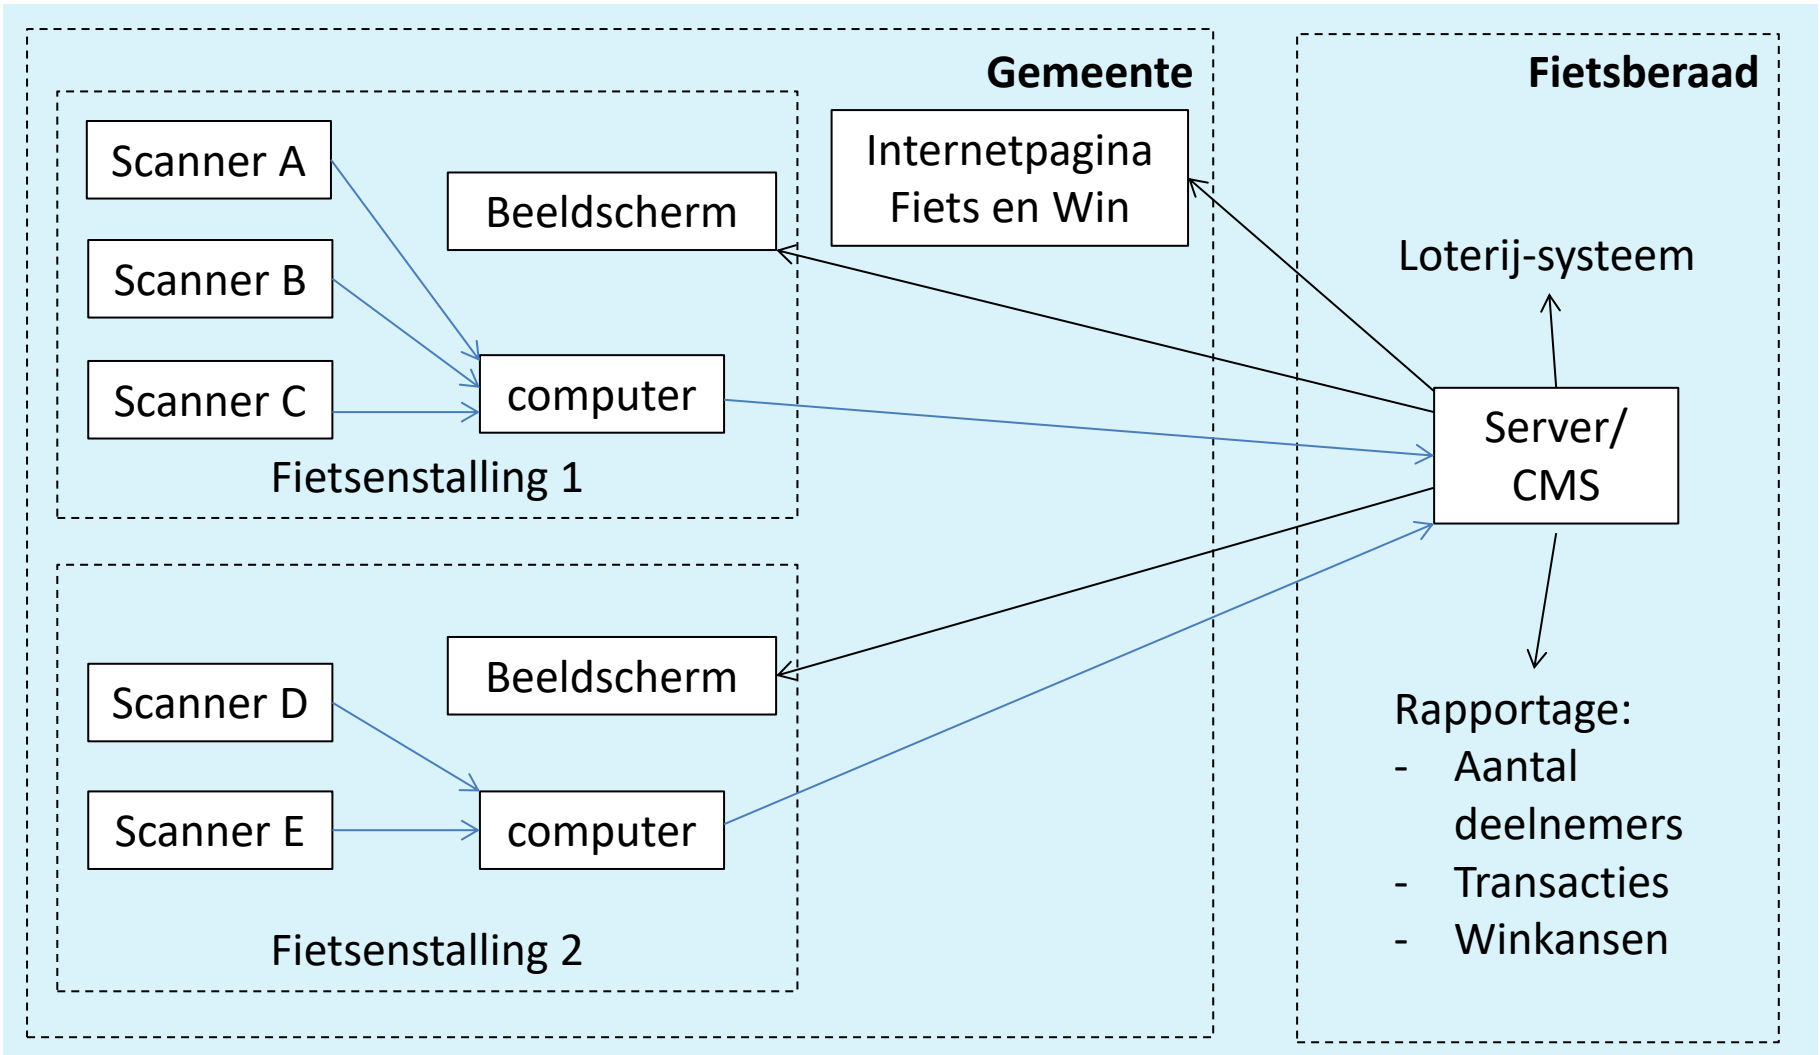 Gemeente
Scanner A
Beeldscherm
Scanner B
Scanner C
computer
Fietsenstalling 1
Internetpagina
Fiets en Win
Scanner D
Beeldscherm
Scanner E
computer
Fietsenstalling 2
Fietsberaad
Loterij-systeem
Server/
CMS
Rapportage:
- Aantal
deelnemers
- Transacties
- Winkansen